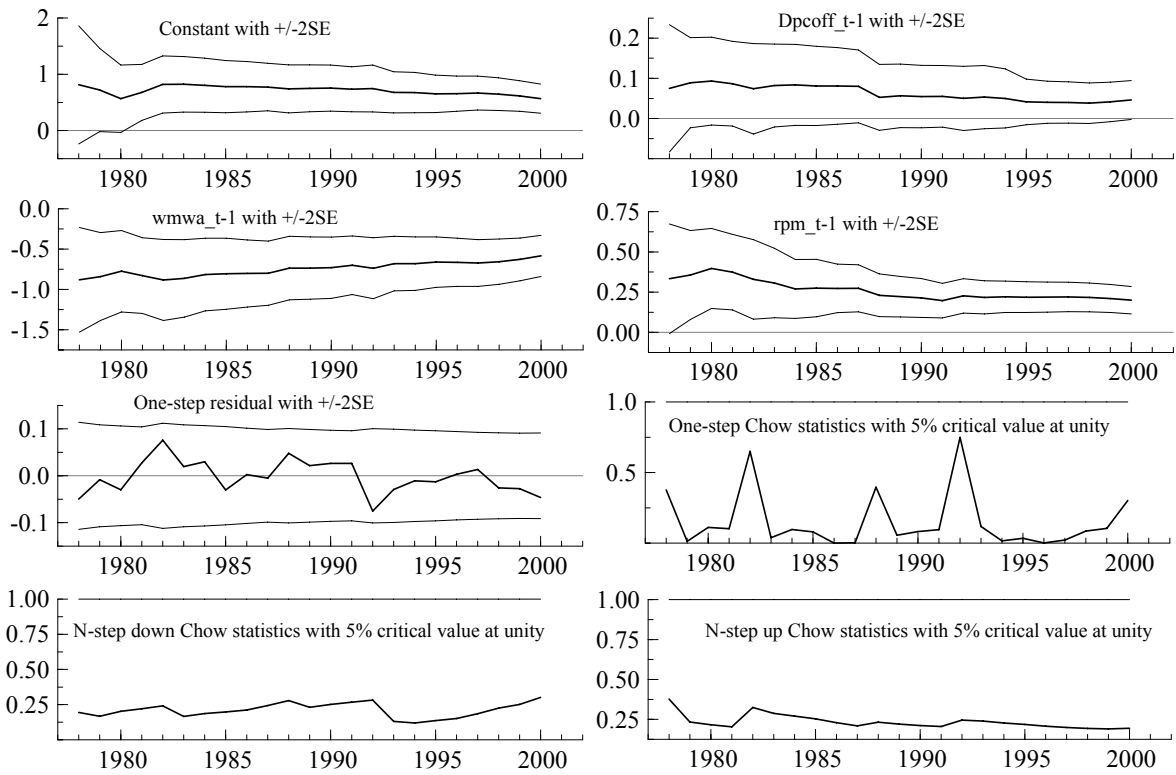 Constant with +/-2SE
2
1
0
1980 1985 1990 1995 2000
Dpcoff_t-1 with +/-2SE
0.2
0.1
0.0
1980 1985 1990 1995 2000
wmwa_t-1 with +/-2SE
0.0
-0.5
-1.0
-1.5
1980 1985 1990 1995 2000
rpm_t-1 with +/-2SE
0.75
0.50
0.25
0.00
1980 1985 1990 1995 2000
One-step residual with +/-2SE
0.1
0.0
-0.1
1980 1985 1990 1995 2000
1.0
One-step Chow statistics with 5% critical value at unity
0.5
1980 1985 1990 1995 2000
1.00
N-step down Chow statistics with 5% critical value at unity
0.75
0.50
0.25
1980 1985 1990 1995 2000
1.00
N-step up Chow statistics with 5% critical value at unity
0.75
0.50
0.25
1980 1985 1990 1995 2000